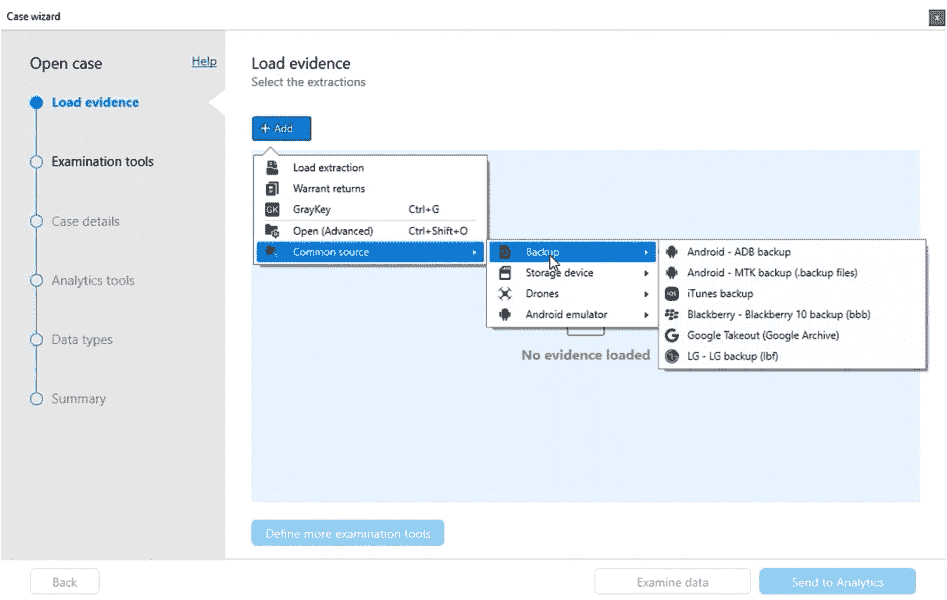 Case wizard
Open case
Help
Load evidence
Examination tools
Case details
Analytics tools
Data types
Summary
Load evidence
Select the extractions
+ Add
Load extraction
Warrant returns
GK GrayKey Ctrl+G
Open (Advanced) Ctrl+Shift+O
Common source
Backup
Storage device
Drones
Android emulator
Android - ADB backup
Android - MTK backup (.backup files)
iOS iTunes backup
Blackberry - Blackberry 10 backup (bbb)
Google Takeout (Google Archive)
LG - LG backup (lbf)
No evidence loaded
Define more examination tools
Back
Examine data
Send to Analytics